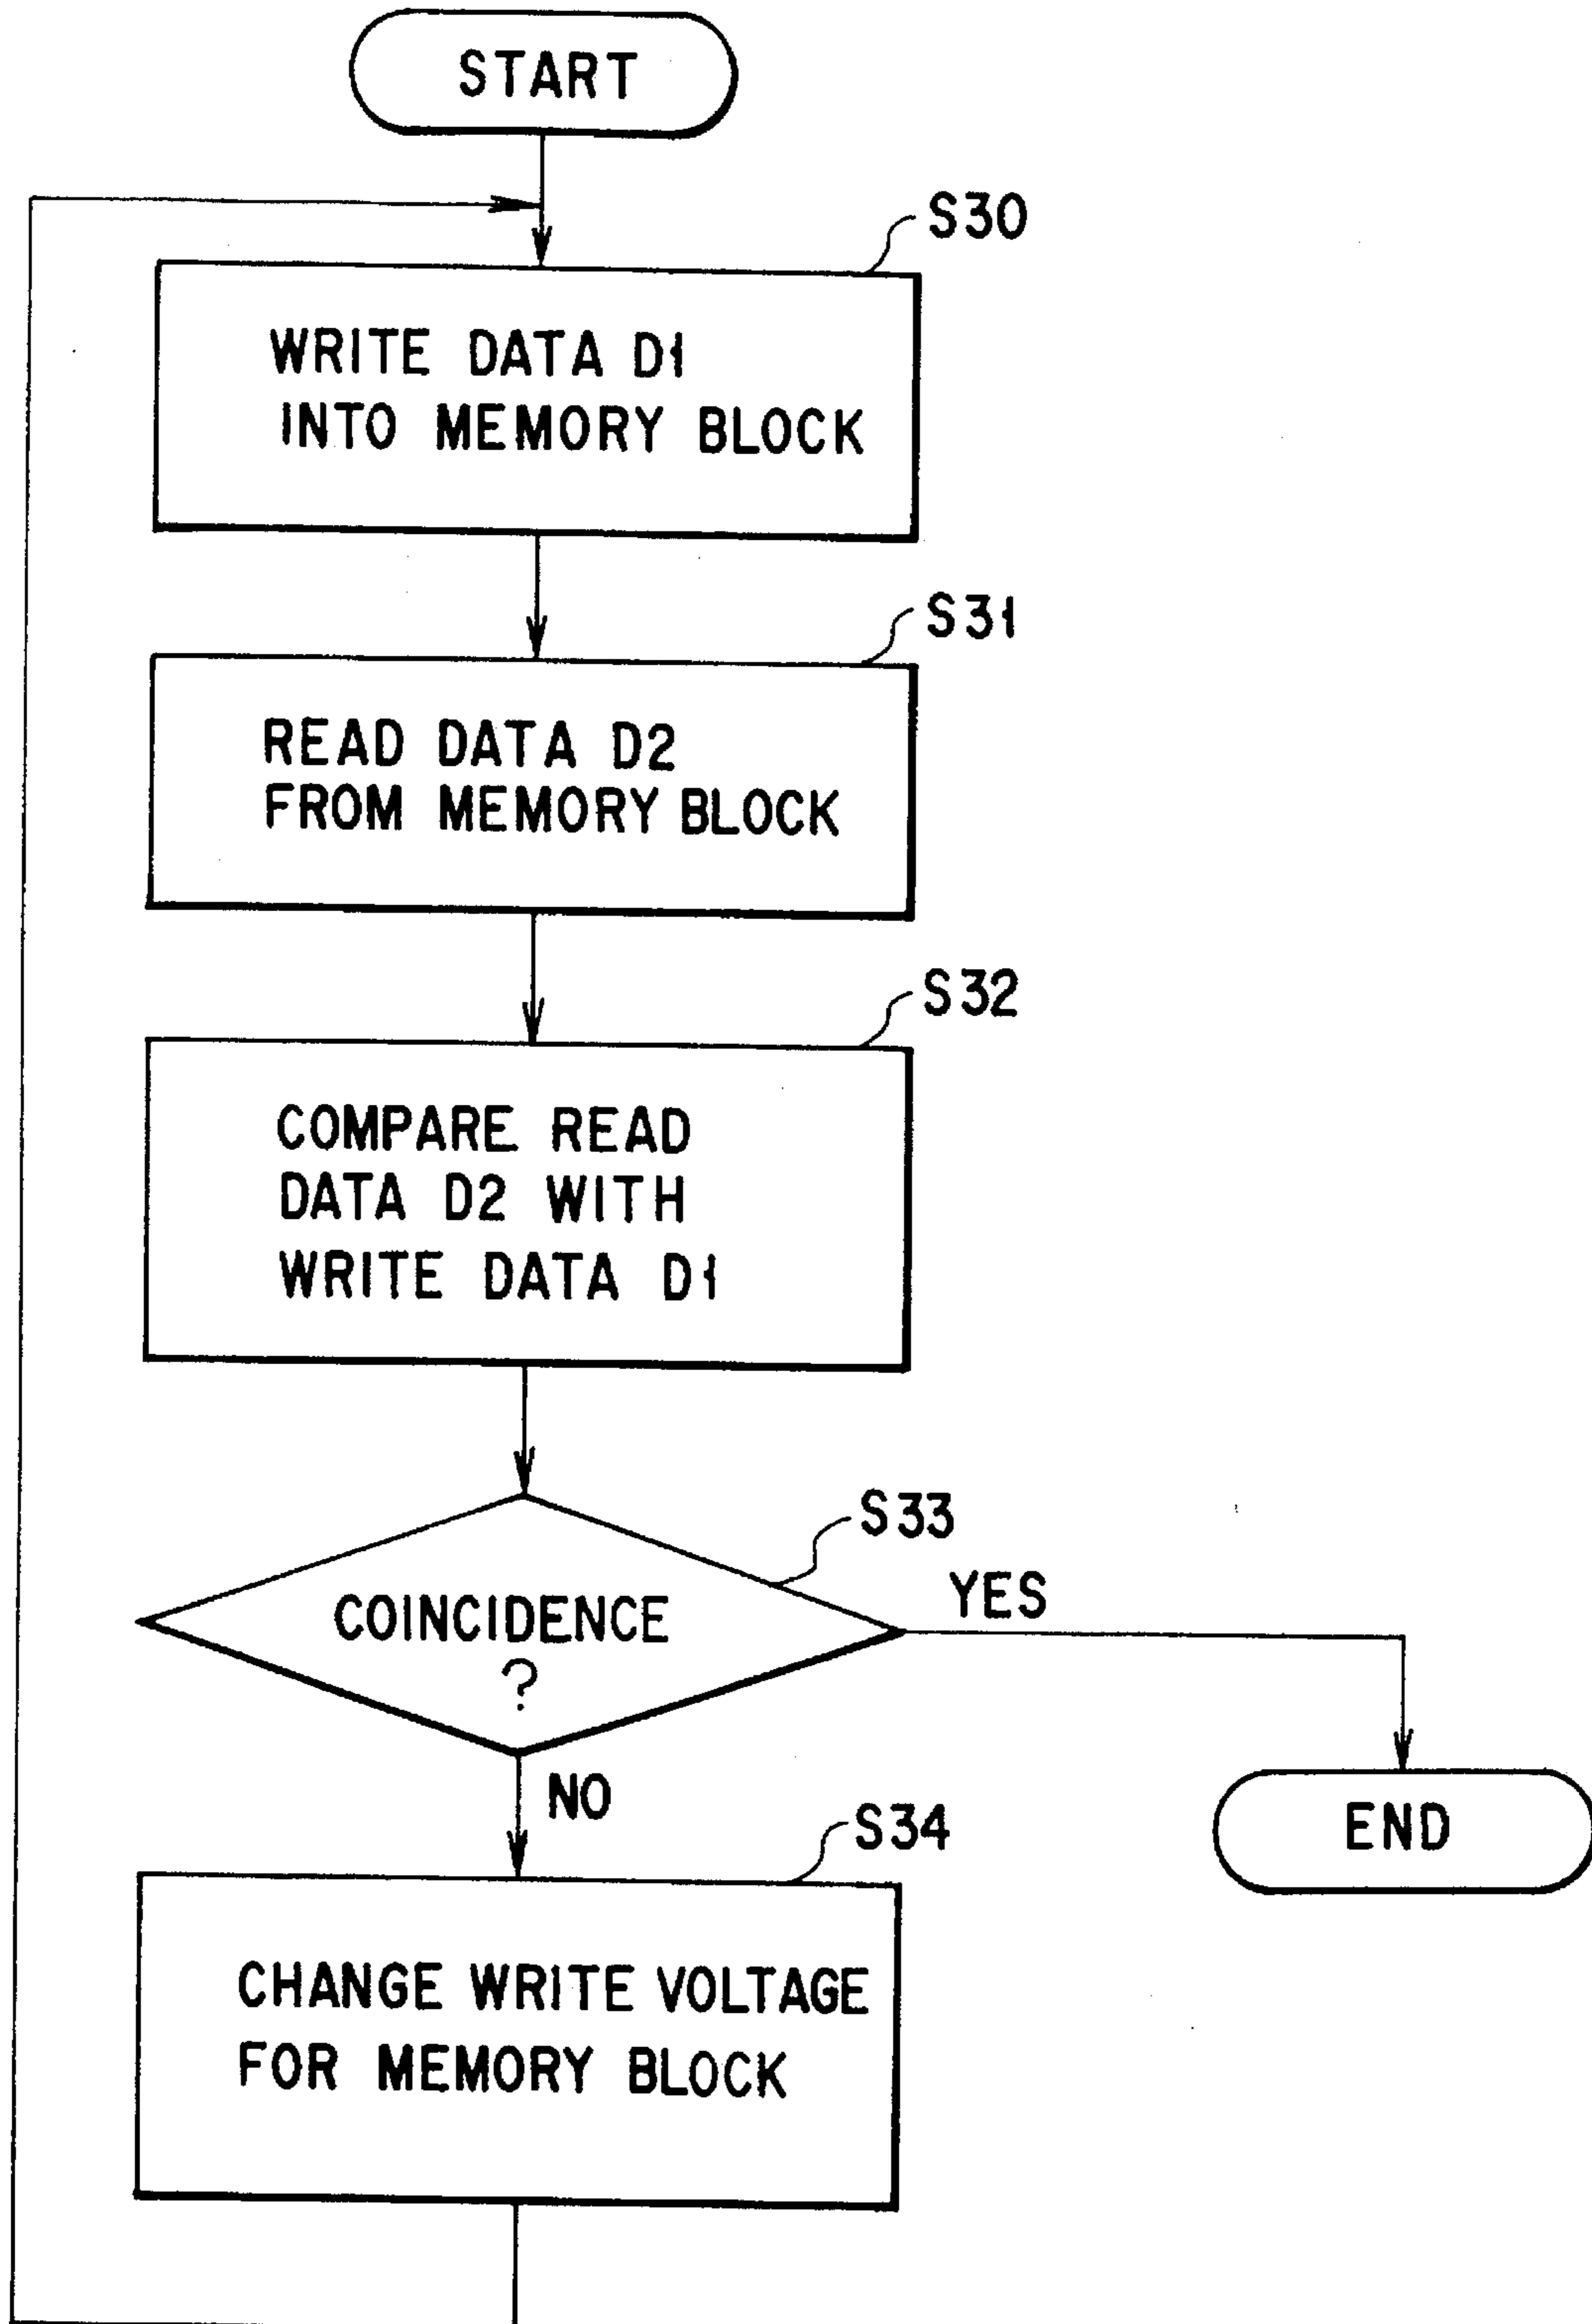 START
S30
WRITE DATA D1
INTO MEMORY BLOCK
S31
READ DATA D2
FROM MEMORY BLOCK
S32
COMPARE READ
DATA D2 WITH
WRITE DATA D1
S33
COINCIDENCE
?
YES
NO
END
S34
CHANGE WRITE VOLTAGE
FOR MEMORY BLOCK